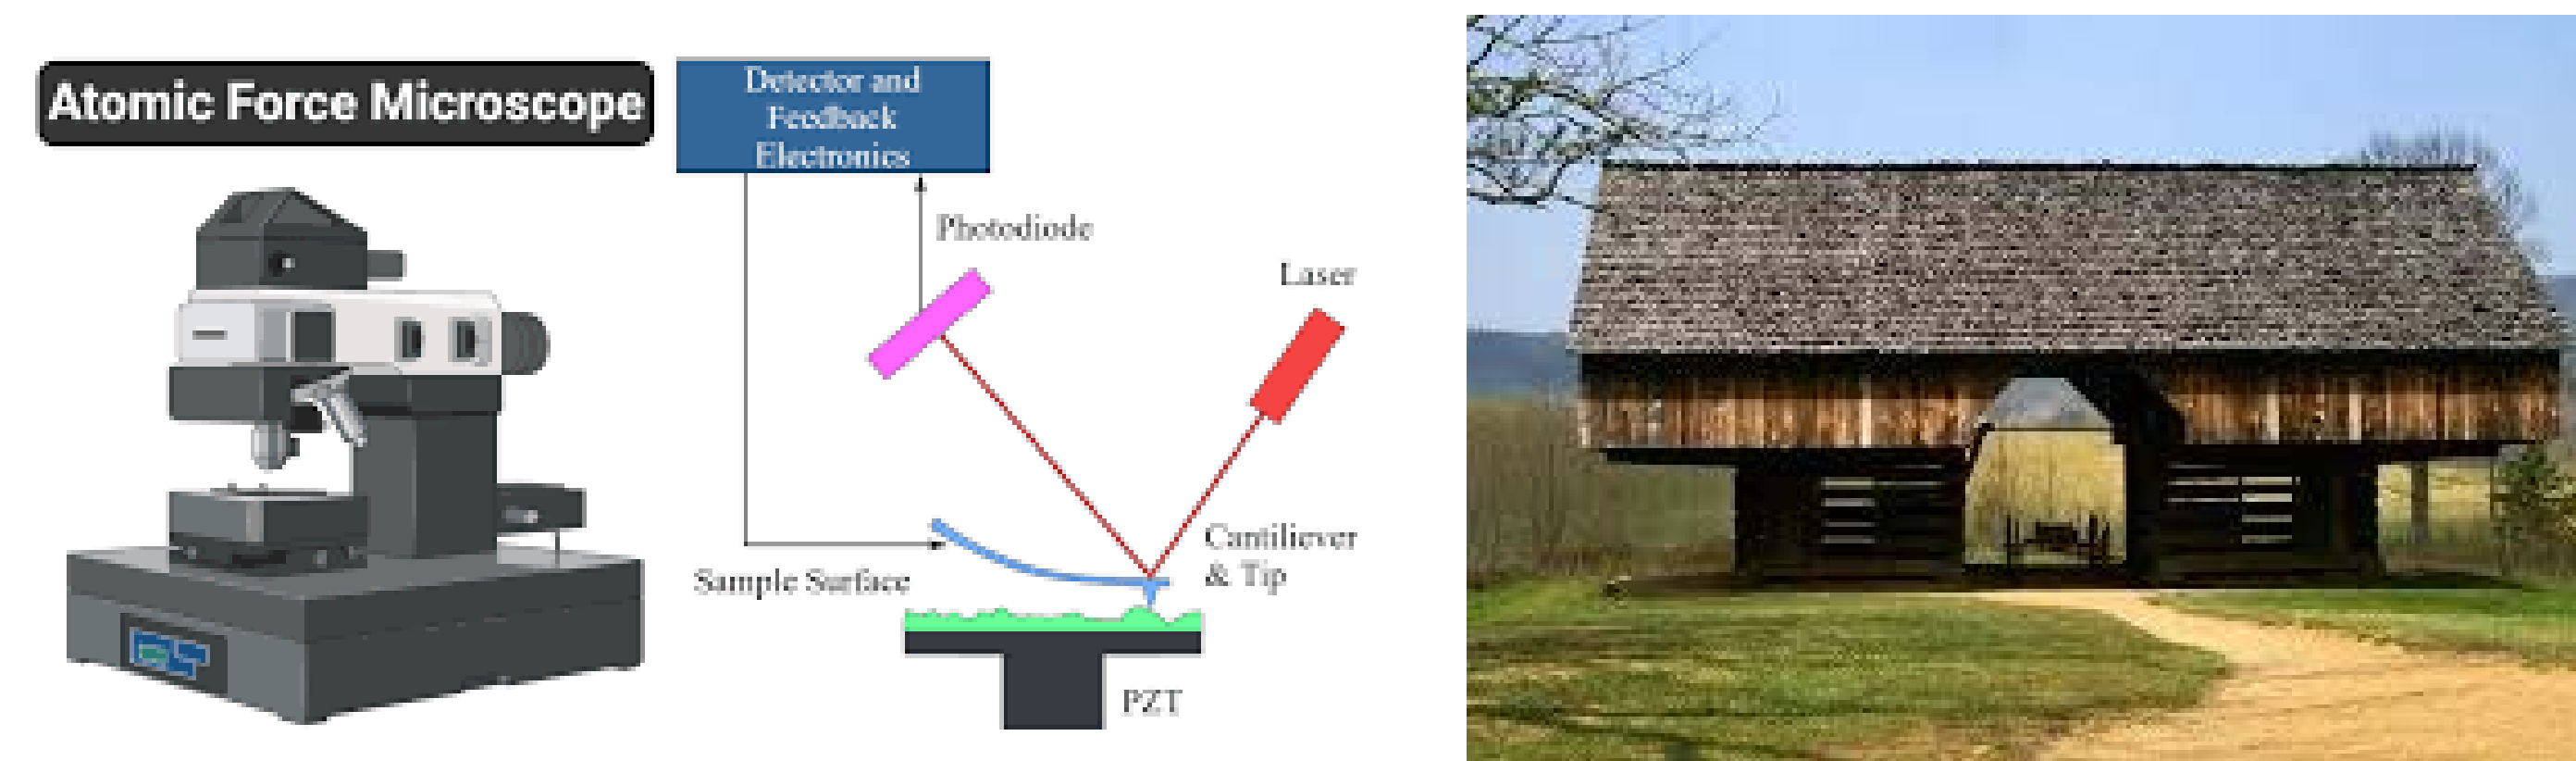 Atomic Force Microscope
Detector and
Feedback
Electronics
Photodiode
Laser
Cantiliever
& Tip
Sample Surface
PZT